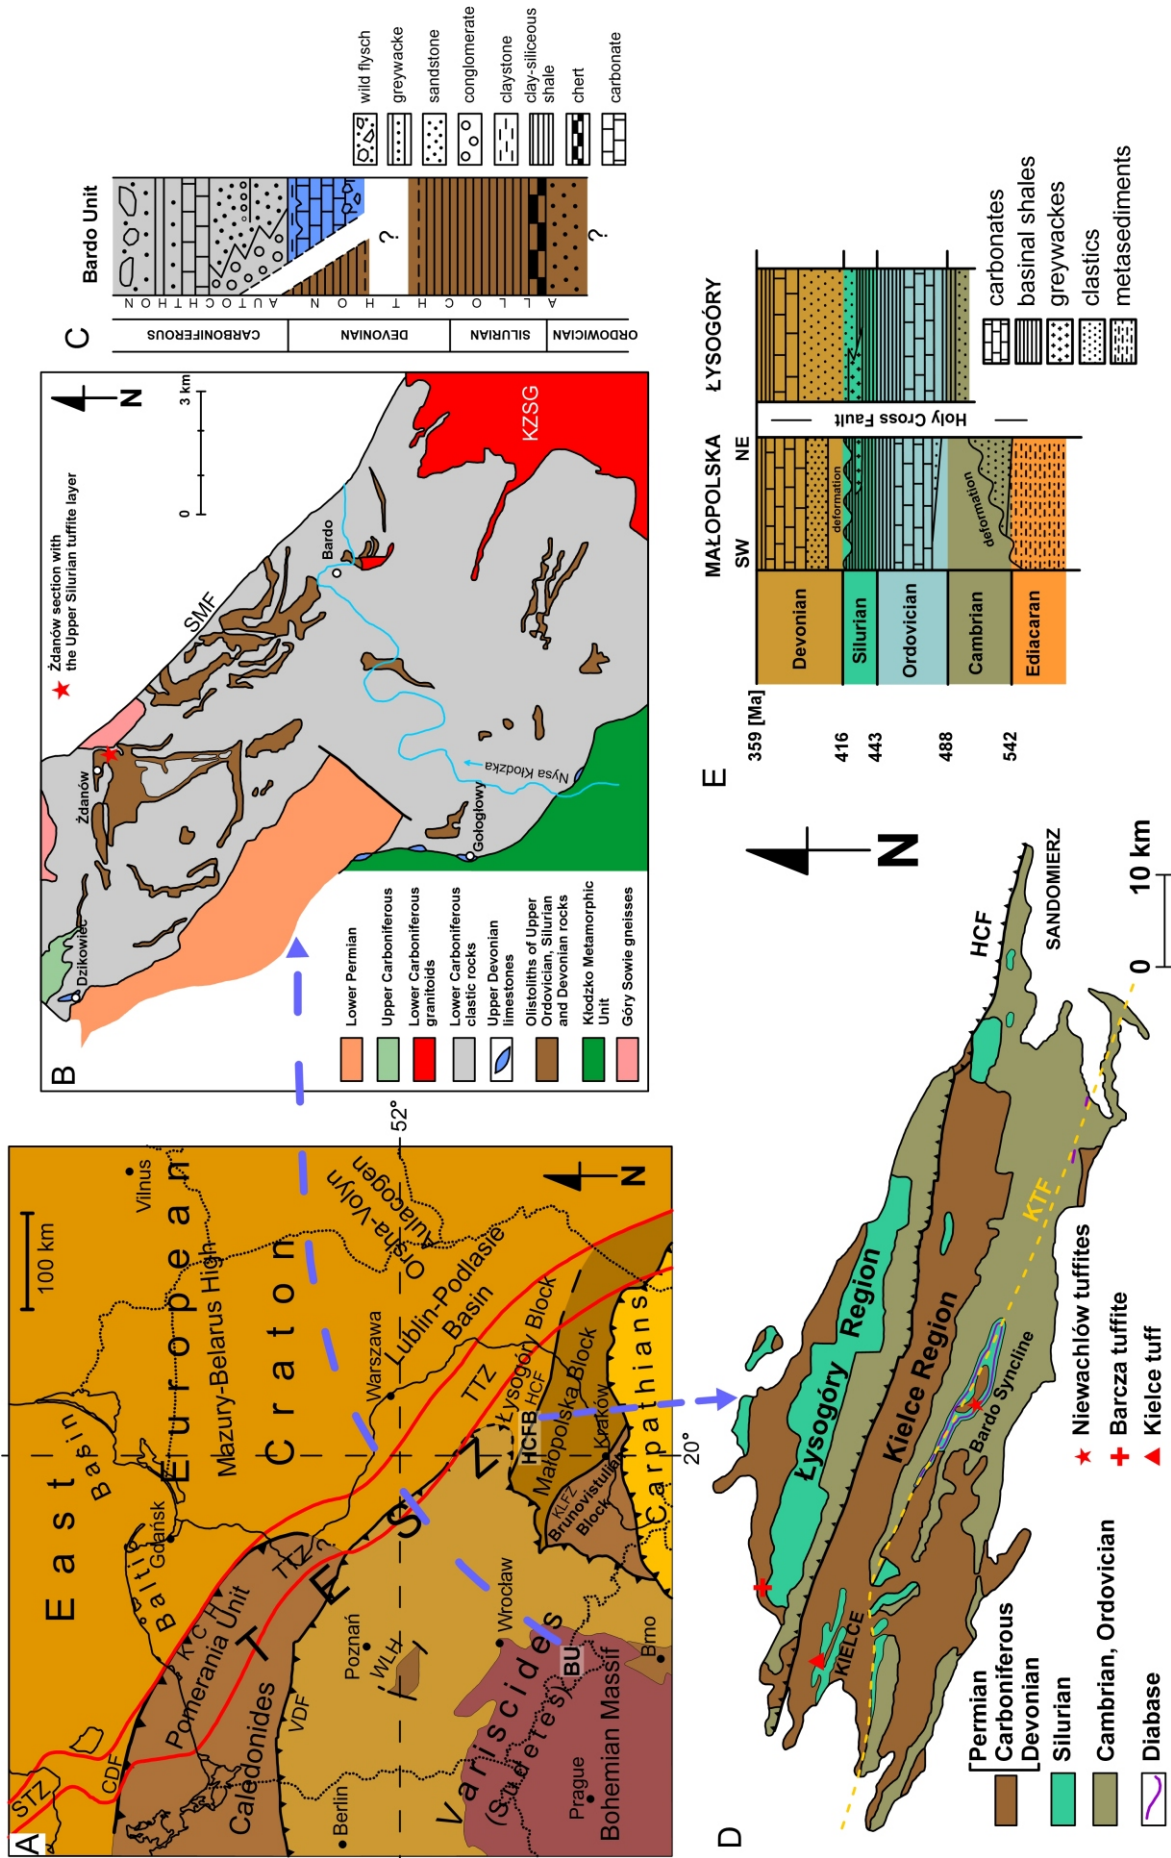 A
100 km
East
European
Craton
Baltic
Basin
Mazury-Belarus High
Vilnus
Gdańsk
Orsha-Volyn
Aulacogen
Lublin-Podlasie
Basin
Warszawa
52°
20°
STZ
CDF
K C H
Pomerania Unit
TTZ ?
Caledonides
T E S Z
TTZ
VDF
Berlin
Poznań
WLH
Wrocław
Variscides
(Sudetes)
BU
Prague
Bohemian Massif
Brno
Łysogóry Block
HCF
HCFB
Małopolska Block
Kraków
KLFZ
Brunovistulian
Block
Carpathians
N
B
Żdanów section with
the Upper Silurian tuffite layer
0
3 km
N
SMF
Żdanów
Dzikowiec
Bardo
KZSG
Nysa Kłodzka
Gołogłowy
Lower Permian
Upper Carboniferous
Lower Carboniferous
granitoids
Lower Carboniferous
clastic rocks
Upper Devonian
limestones
Olistoliths of Upper
Ordovician, Silurian
and Devonian rocks
Kłodzko Metamorphic
Unit
Góry Sowie gneisses
C
Bardo Unit
CARBONIFEROUS
DEVONIAN
SILURIAN
ORDOWICIAN
AUTOCHTHON
ALLOCHTHON
?
?
wild flysch
greywacke
sandstone
conglomerate
claystone
clay-siliceous
shale
chert
carbonate
D
Łysogóry Region
Kielce Region
KIELCE
Bardo Syncline
KTF
HCF
SANDOMIERZ
N
0
10 km
Permian
Carboniferous
Devonian
Silurian
Cambrian, Ordovician
Diabase
Niewachlów tuffites
Barcza tuffite
Kielce tuff
E
MAŁOPOLSKA
SW
NE
ŁYSOGÓRY
359 [Ma]
416
443
488
542
Devonian
Silurian
Ordovician
Cambrian
Ediacaran
deformation
deformation
Holy Cross Fault
carbonates
basinal shales
greywackes
clastics
metasediments